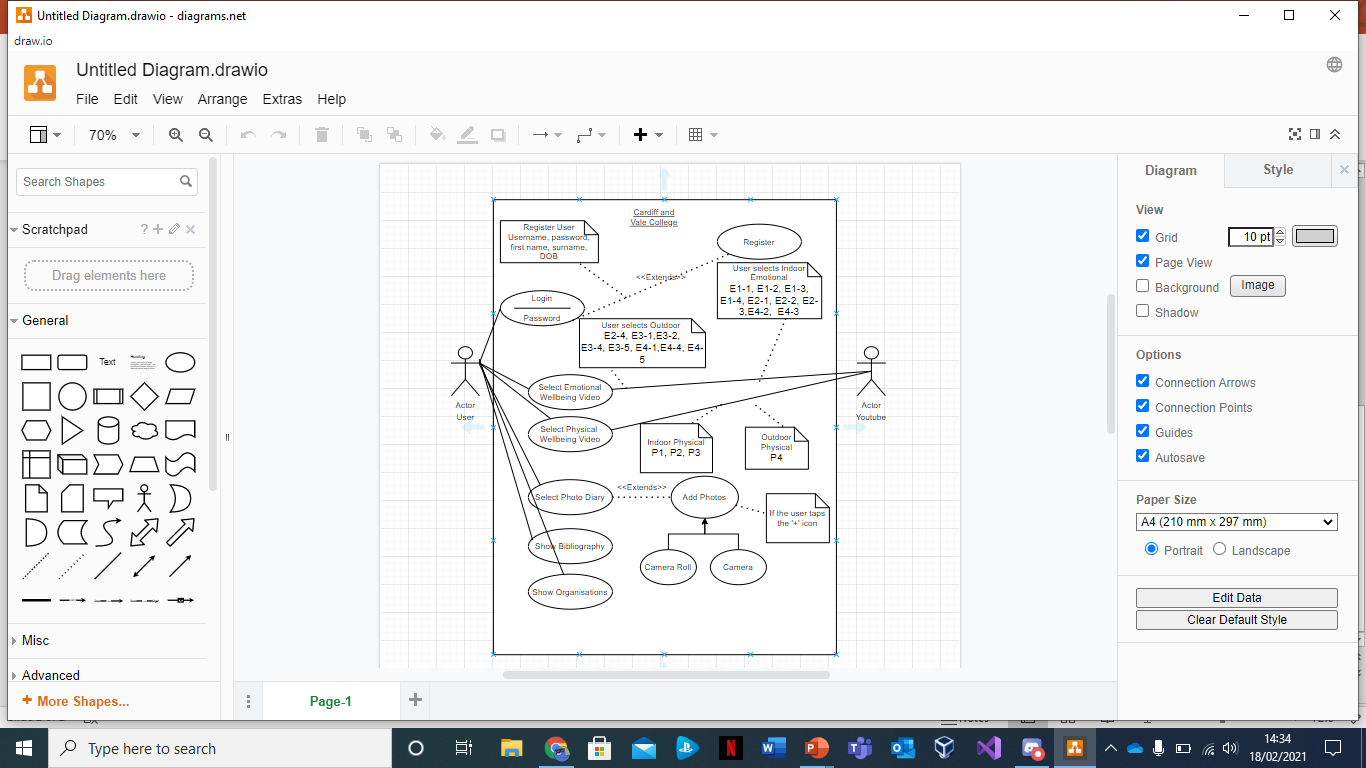 Untitled Diagram.drawio - diagrams.net
draw.io
Untitled Diagram.drawio
File Edit View Arrange Extras Help
70%
Search Shapes
Scratchpad
?
Drag elements here
General
Text
Heading
Misc
Advanced
+ More Shapes...
Cardiff and
Vale College
Register User
Username, password,
first name, surname,
DOB
Register
<<Extends>>
User selects Indoor
Emotional
E1-1, E1-2, E1-3,
E1-4, E2-1, E2-2, E2-
3,E4-2, E4-3
Login
Password
User selects Outdoor
E2-4, E3-1,E3-2,
E3-4, E3-5, E4-1,E4-4, E4-
5
Actor
User
Actor
Youtube
Select Emotional
Wellbeing Video
Select Physical
Wellbeing Video
Indoor Physical
P1, P2, P3
Outdoor
Physical
P4
Select Photo Diary
<<Extends>>
Add Photos
If the user taps
the '+' icon
Show Bibliography
Camera Roll
Camera
Show Organisations
Page-1
Diagram
Style
View
Grid
10 pt
Page View
Background
Image
Shadow
Options
Connection Arrows
Connection Points
Guides
Autosave
Paper Size
A4 (210 mm x 297 mm)
Portrait
Landscape
Edit Data
Clear Default Style
Type here to search
14:34
18/02/2021